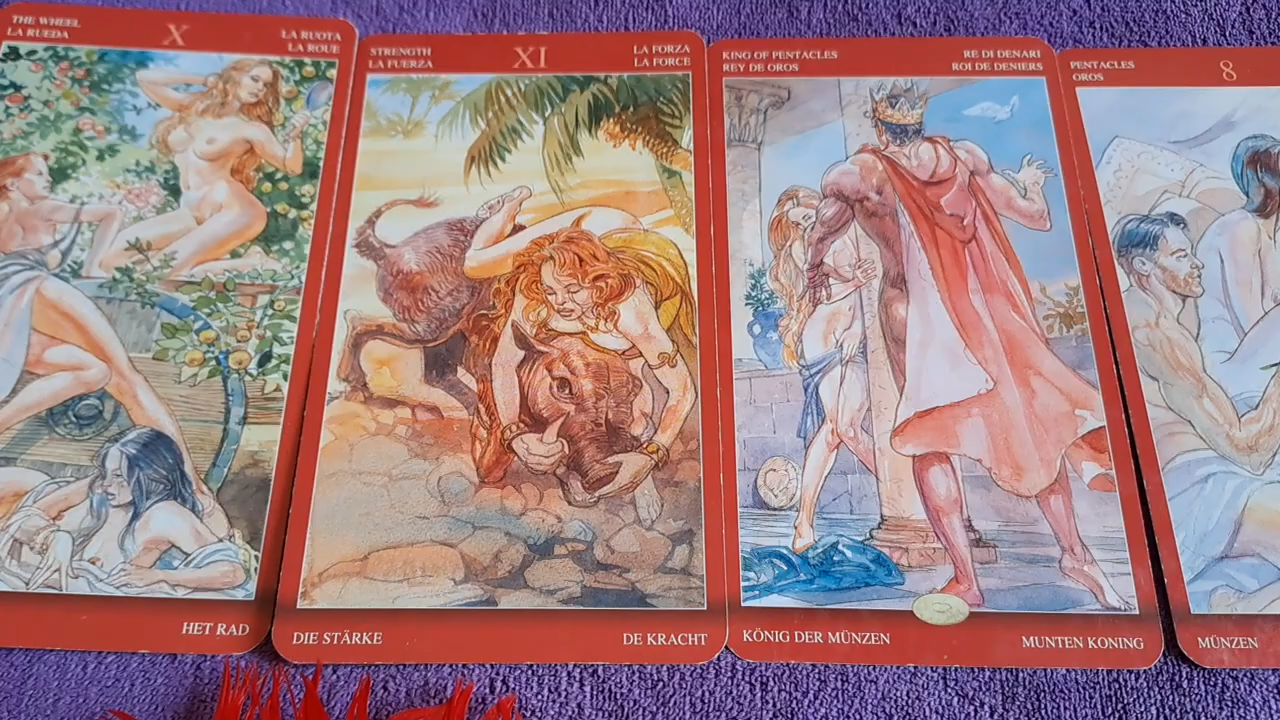 THE WHEEL
LA RUEDA
X
LA RUOTA
LA ROUE
HET RAD
STRENGTH
LA FUERZA
XI
LA FORZA
LA FORCE
DIE STÄRKE
DE KRACHT
KING OF PENTACLES
REY DE OROS
RE DI DENARI
ROI DE DENIERS
KÖNIG DER MÜNZEN
MUNTEN KONING
PENTACLES
OROS
8
MÜNZEN